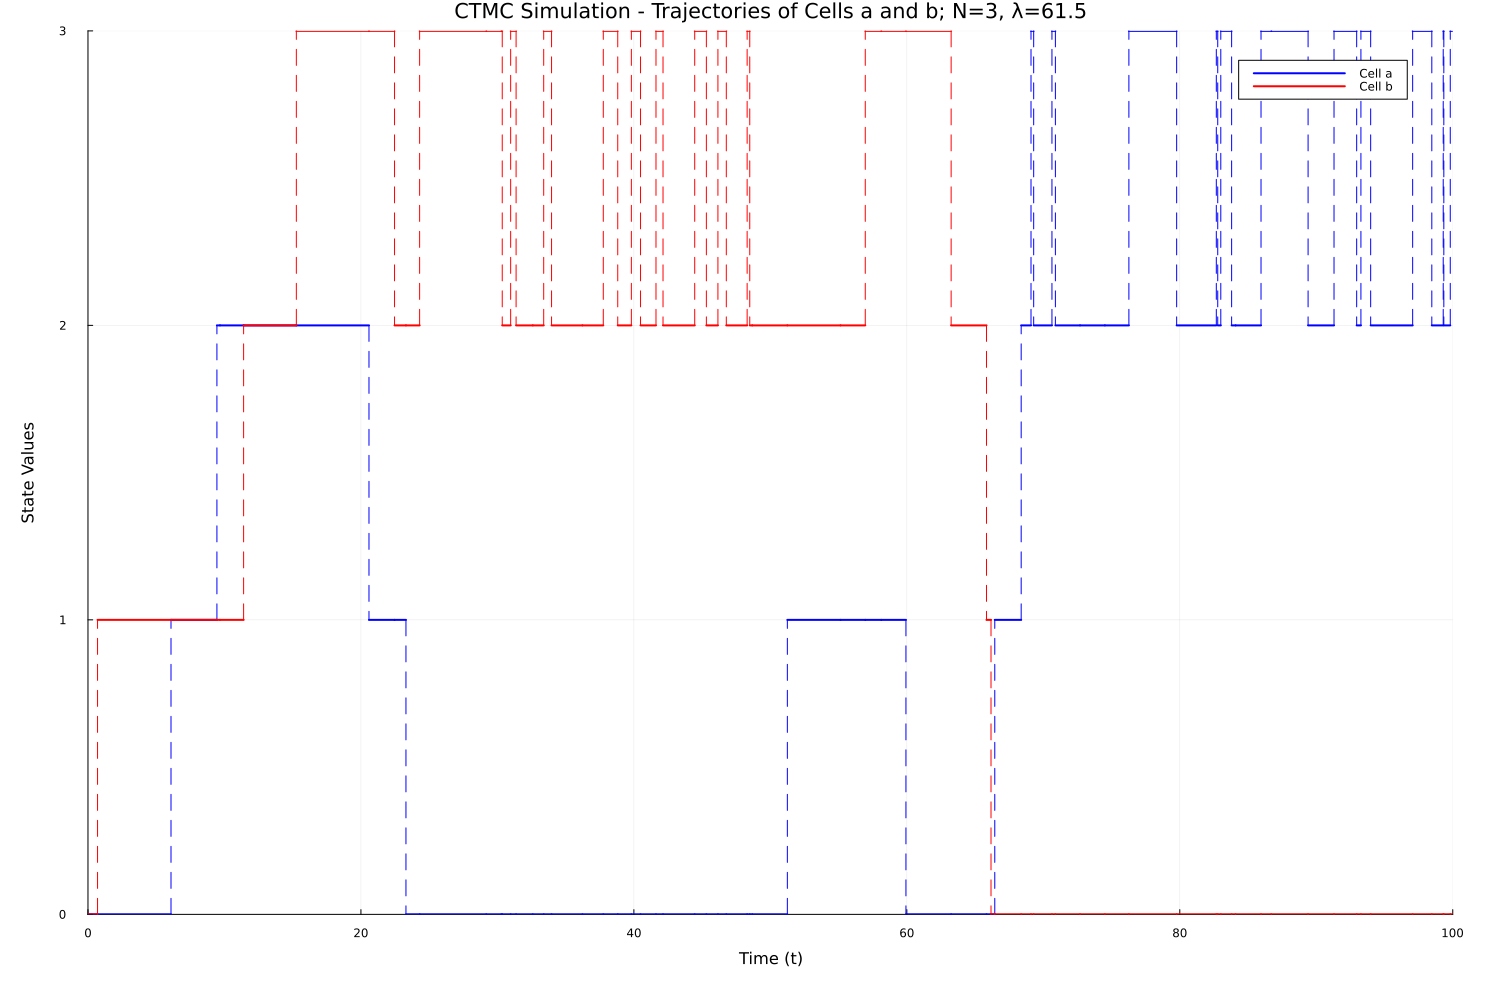 CTMC Simulation - Trajectories of Cells a and b; N=3, λ=61.5
3
Cell a
Cell b
2
State Values
1
0
0 20 40 60 80 100
Time (t)